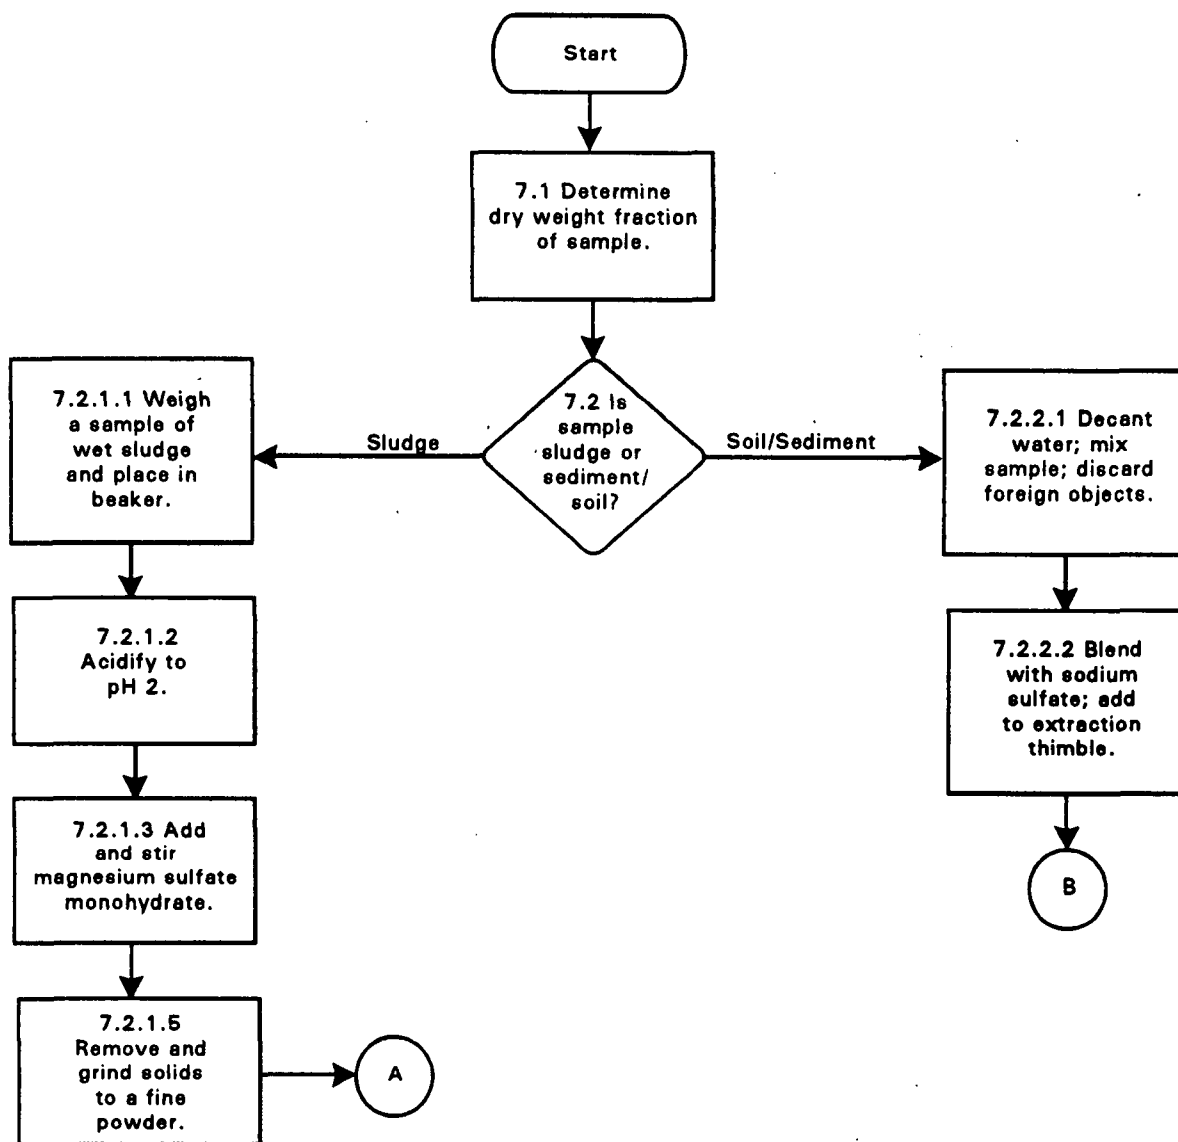 Start
7.1 Determine
dry weight fraction
of sample.
7.2 Is
sample
sludge or
sediment/
soil?
Sludge
Soil/Sediment
7.2.1.1 Weigh
a sample of
wet sludge
and place in
beaker.
7.2.1.2
Acidify to
pH 2.
7.2.1.3 Add
and stir
magnesium sulfate
monohydrate.
7.2.1.5
Remove and
grind solids
to a fine
powder.
A
7.2.2.1 Decant
water; mix
sample; discard
foreign objects.
7.2.2.2 Blend
with sodium
sulfate; add
to extraction
thimble.
B